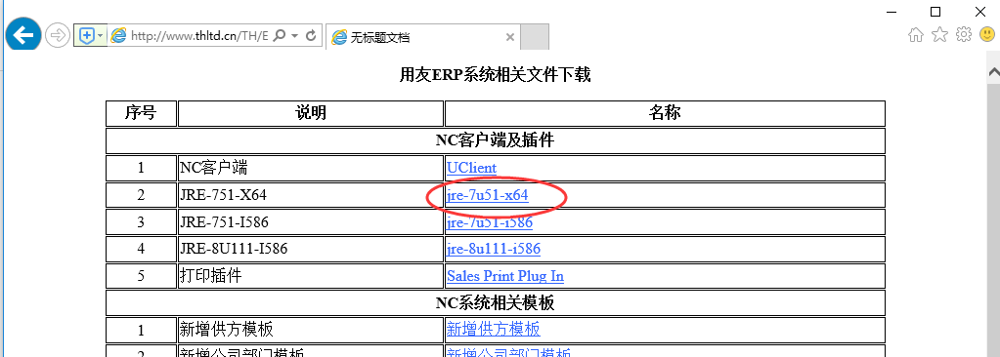 http://www.thltd.cn/TH/E
无标题文档
用友ERP系统相关文件下载
序号 说明 名称
NC客户端及插件
1 NC客户端 UClient
2 JRE-751-X64 jre-7u51-x64
3 JRE-751-I586 jre-7u51-i586
4 JRE-8U111-I586 jre-8u111-i586
5 打印插件 Sales Print Plug In
NC系统相关模板
1 新增供方模板 新增供方模板
2 新增公司部门模板 新增公司部门模板